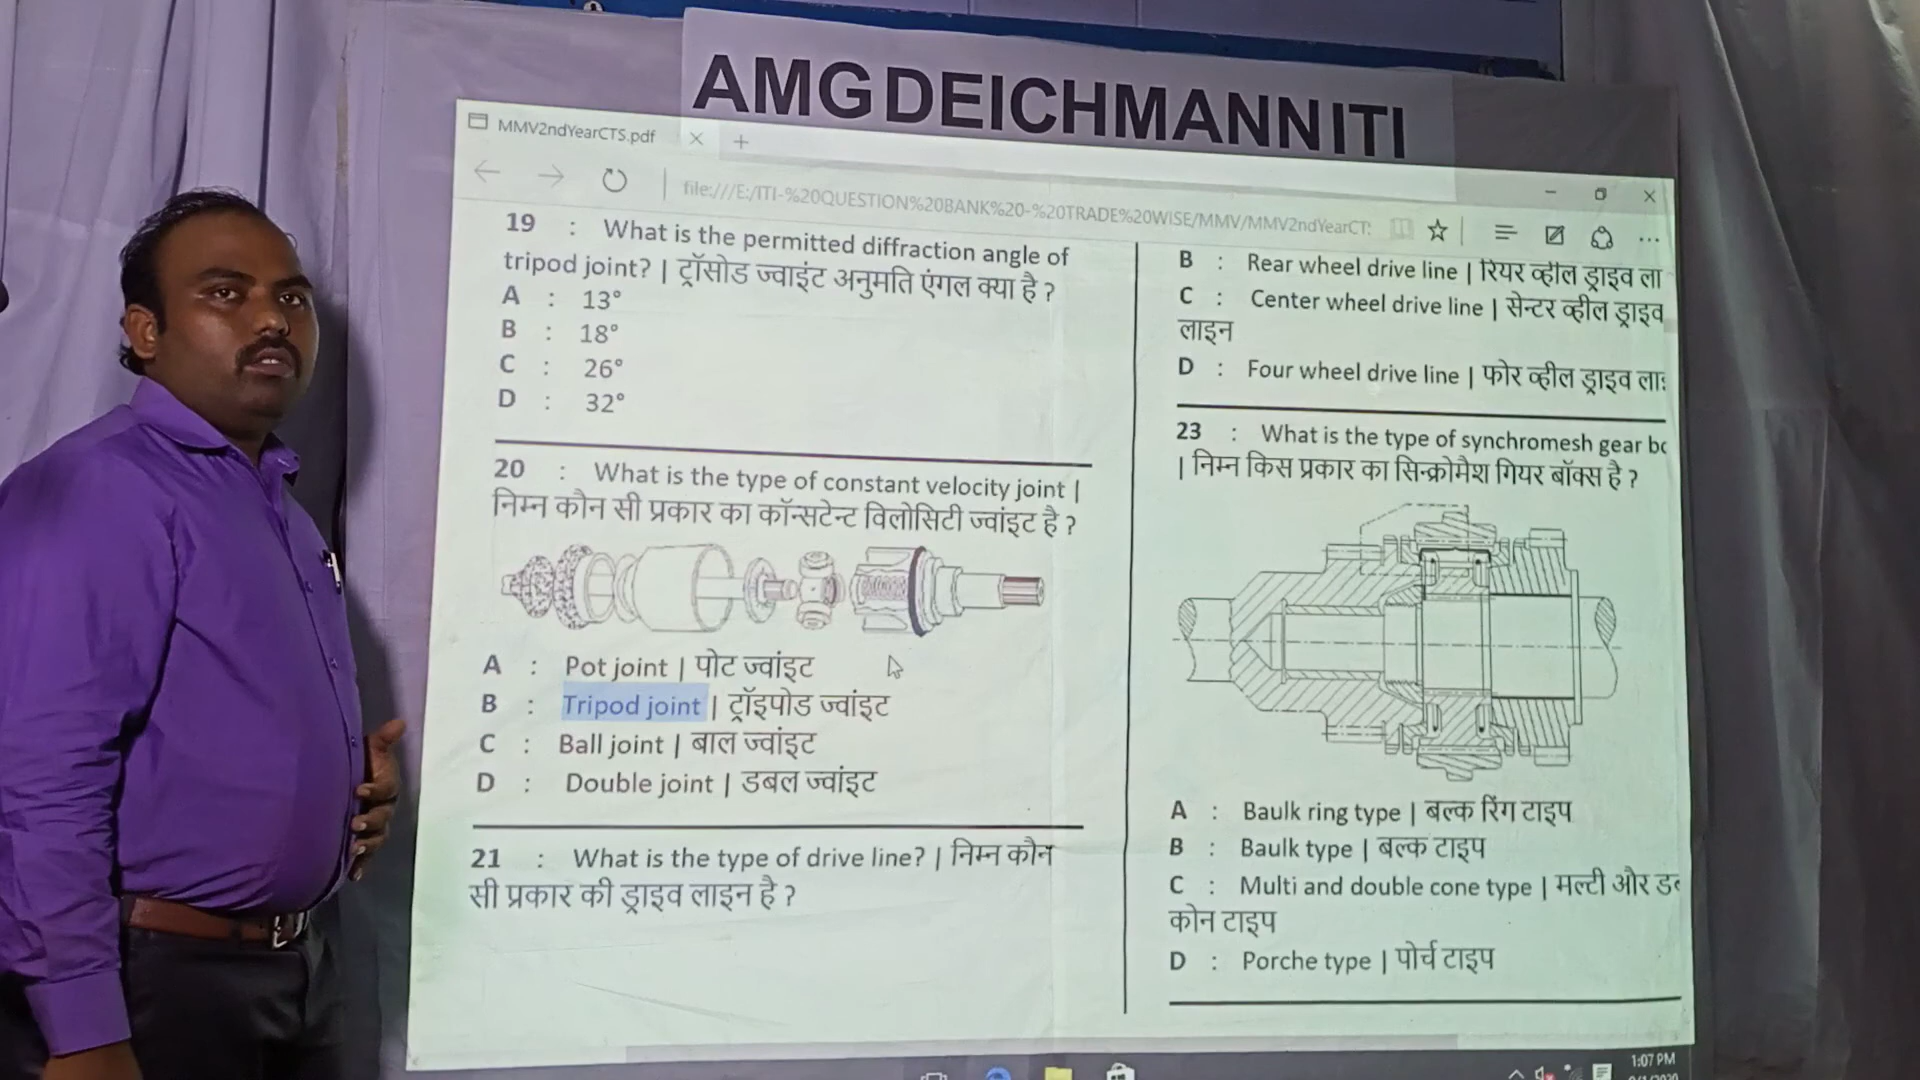 AMG DEICHMANN ITI
MMV2ndYearCTS.pdf
file:///E:/ITI-%20QUESTION%20BANK%20-%20TRADE%20WISE/MMV/MMV2ndYearCT:
19 : What is the permitted diffraction angle of
tripod joint? | ट्रॉसोड ज्वाइंट अनुमति एंगल क्या है ?
A : 13°
B : 18°
C : 26°
D : 32°
20 : What is the type of constant velocity joint |
निम्न कौन सी प्रकार का कॉन्सटेन्ट विलोसिटी ज्वांइट है ?
A : Pot joint | पोट ज्वांइट
B : Tripod joint | ट्रॉइपोड ज्वांइट
C : Ball joint | बाल ज्वांइट
D : Double joint | डबल ज्वांइट
21 : What is the type of drive line? | निम्न कौन
सी प्रकार की ड्राइव लाइन है ?
B : Rear wheel drive line | रियर व्हील ड्राइव ला
C : Center wheel drive line | सेन्टर व्हील ड्राइव
लाइन
D : Four wheel drive line | फोर व्हील ड्राइव
23 : What is the type of synchromesh gear
| निम्न किस प्रकार का सिन्क्रोमैश गियर बॉक्स है ?
A : Baulk ring type | बल्क रिंग टाइप
B : Baulk type | बल्क टाइप
C : Multi and double cone type | मल्टी और
कोन टाइप
D : Porche type | पोर्च टाइप
1:07 PM